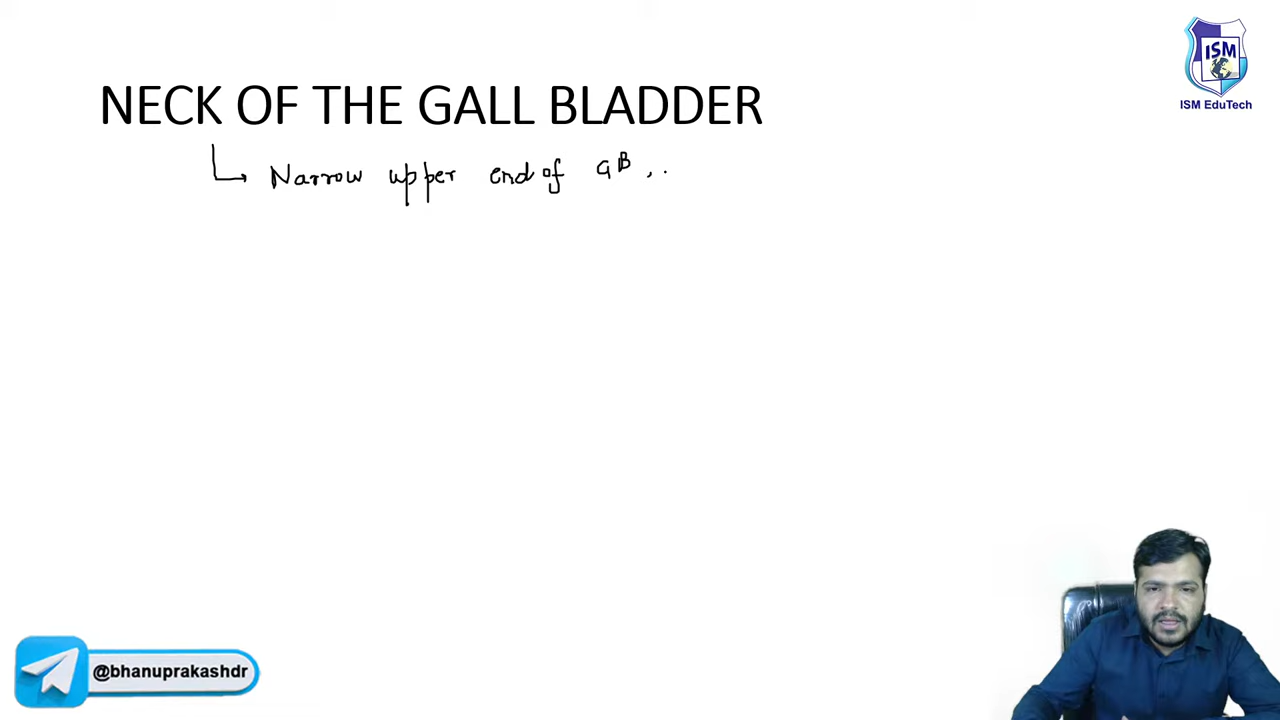 ISM
ISM EduTech
NECK OF THE GALL BLADDER
Narrow upper end of GB, .
@bhanuprakashdr